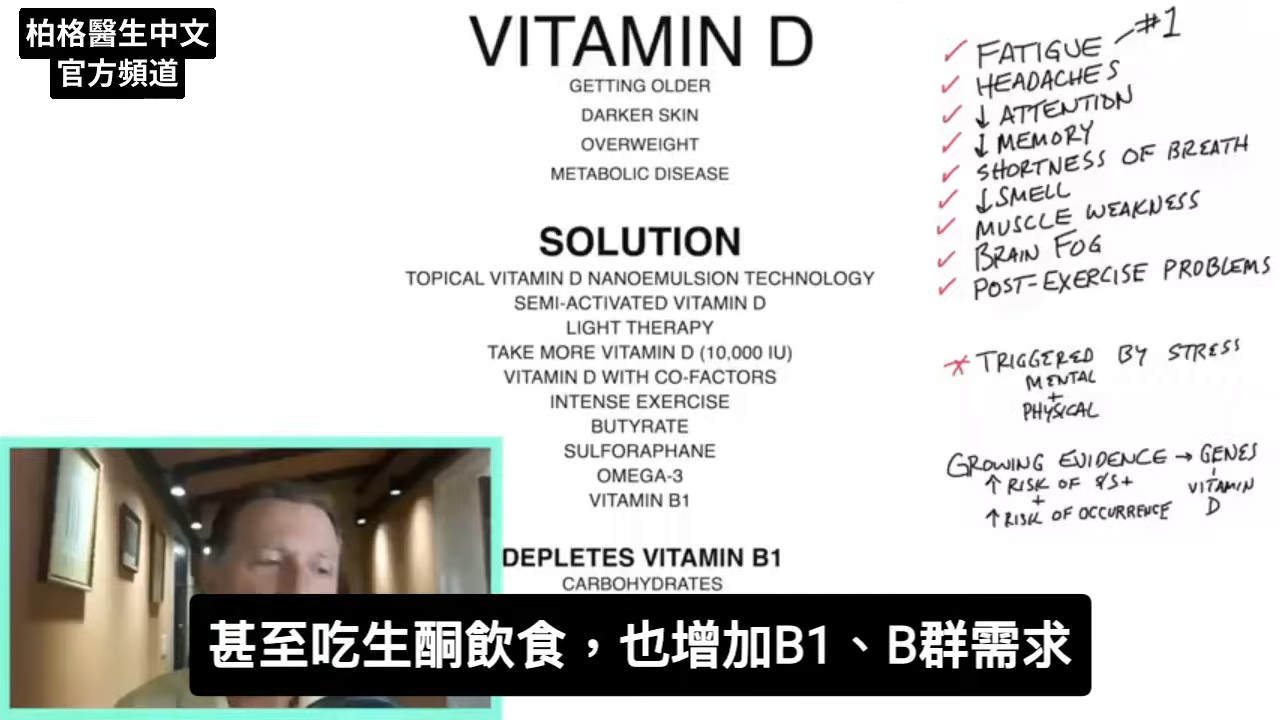 柏格醫生中文
官方頻道
VITAMIN D
GETTING OLDER
DARKER SKIN
OVERWEIGHT
METABOLIC DISEASE
SOLUTION
TOPICAL VITAMIN D NANOEMULSION TECHNOLOGY
SEMI-ACTIVATED VITAMIN D
LIGHT THERAPY
TAKE MORE VITAMIN D (10,000 IU)
VITAMIN D WITH CO-FACTORS
INTENSE EXERCISE
BUTYRATE
SULFORAPHANE
OMEGA-3
VITAMIN B1
DEPLETES VITAMIN B1
CARBOHYDRATES
✓ FATIGUE — #1
✓ HEADACHES
✓ ↓ ATTENTION
✓ ↓ MEMORY
✓ SHORTNESS OF BREATH
✓ ↓ SMELL
✓ MUSCLE WEAKNESS
✓ BRAIN FOG
✓ POST-EXERCISE PROBLEMS
* TRIGGERED BY STRESS
MENTAL
+
PHYSICAL
GROWING EVIDENCE → GENES
↑ RISK OF S/S+
+
↑ RISK OF OCCURRENCE
VITAMIN
D
甚至吃生酮飲食，也增加B1、B群需求